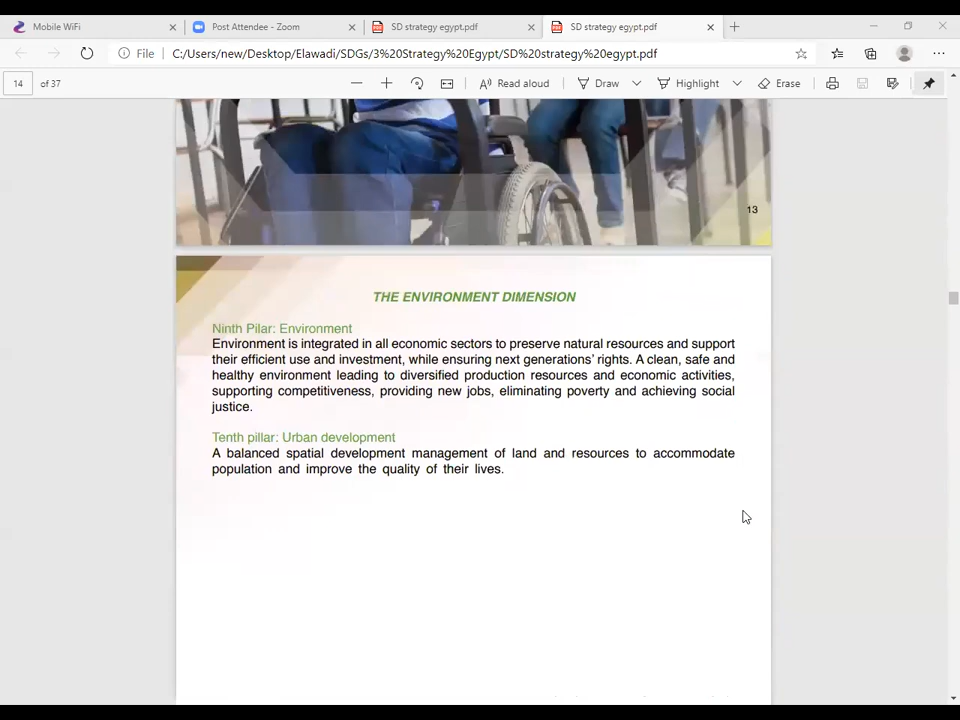 Mobile WiFi
Post Attendee - Zoom
SD strategy egypt.pdf
SD strategy egypt.pdf
File
C:/Users/new/Desktop/Elawadi/SDGs/3%20Strategy%20Egypt/SD%20strategy%20egypt.pdf
14 of 37
Read aloud
Draw
Highlight
Erase
13
THE ENVIRONMENT DIMENSION
Ninth Pilar: Environment
Environment is integrated in all economic sectors to preserve natural resources and support
their efficient use and investment, while ensuring next generations’ rights. A clean, safe and
healthy environment leading to diversified production resources and economic activities,
supporting competitiveness, providing new jobs, eliminating poverty and achieving social
justice.
Tenth pillar: Urban development
A balanced spatial development management of land and resources to accommodate
population and improve the quality of their lives.